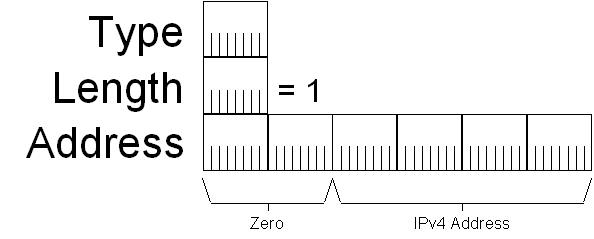 Type
Length = 1
Address
Zero IPv4 Address